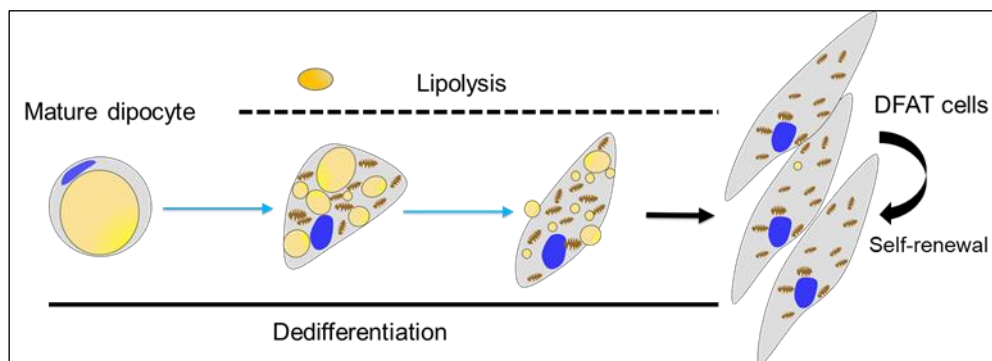 Lipolysis
Mature dipocyte
DFAT cells
Self-renewal
Dedifferentiation